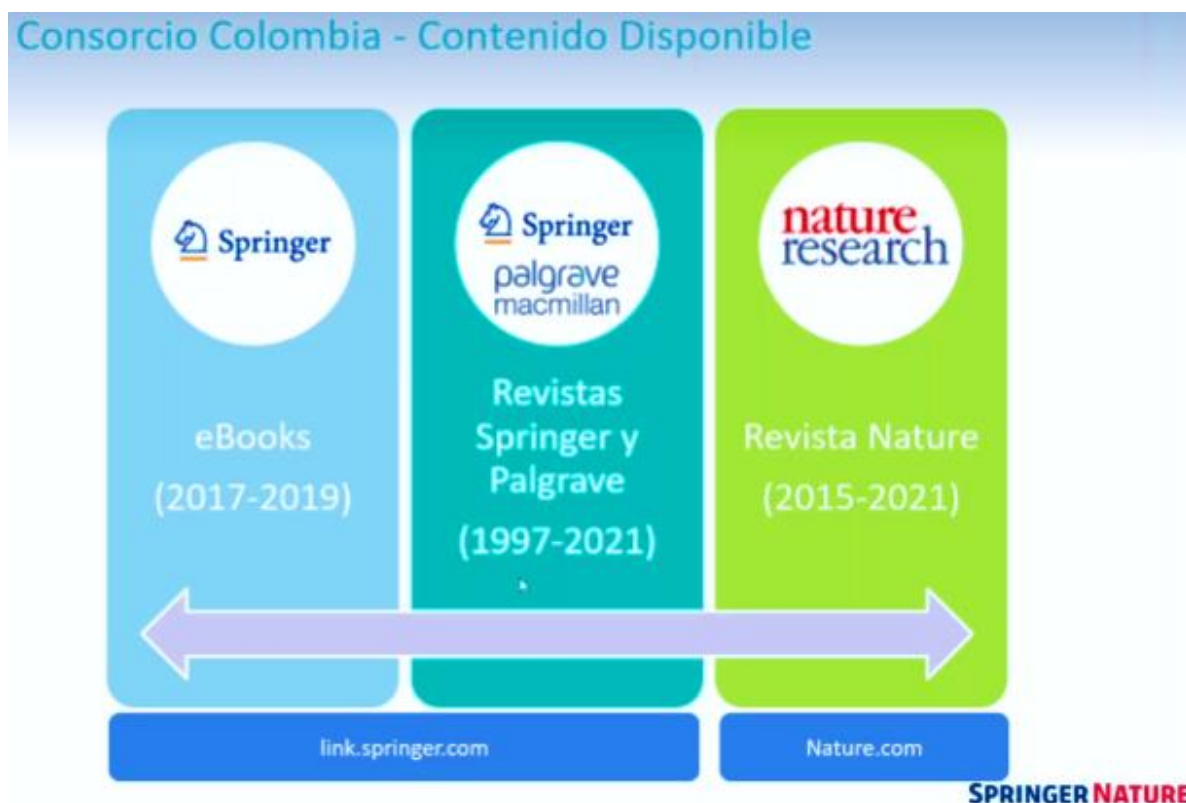 Consorcio Colombia - Contenido Disponible
Springer
eBooks
(2017-2019)
Springer
palgrave
macmillan
Revistas
Springer y
Palgrave
(1997-2021)
nature
research
Revista Nature
(2015-2021)
link.springer.com
Nature.com
SPRINGER NATURE